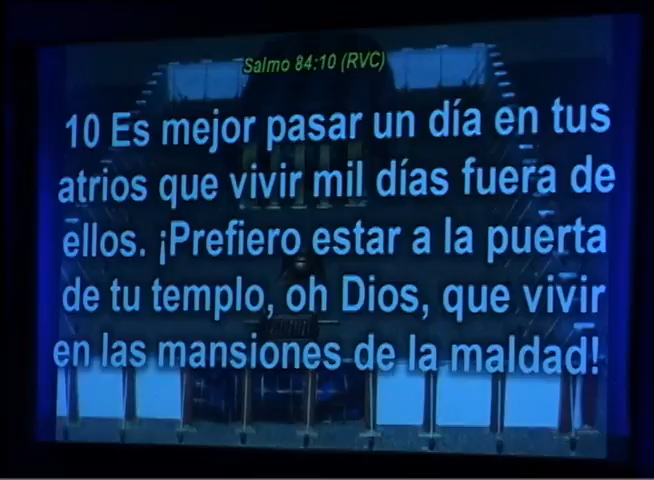 Salmo 84:10 (RVC)
10 Es mejor pasar un día en tus
atrios que vivir mil días fuera de
ellos. ¡Prefiero estar a la puerta
de tu templo, oh Dios, que vivir
en las mansiones de la maldad!